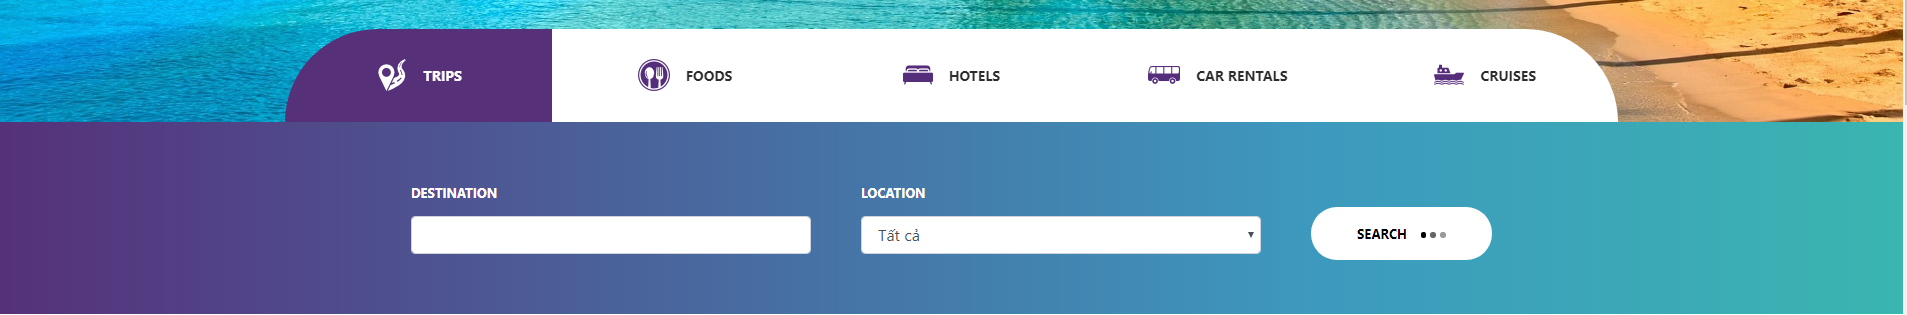 TRIPS
FOODS
HOTELS
CAR RENTALS
CRUISES
DESTINATION
LOCATION
Tất cả
SEARCH